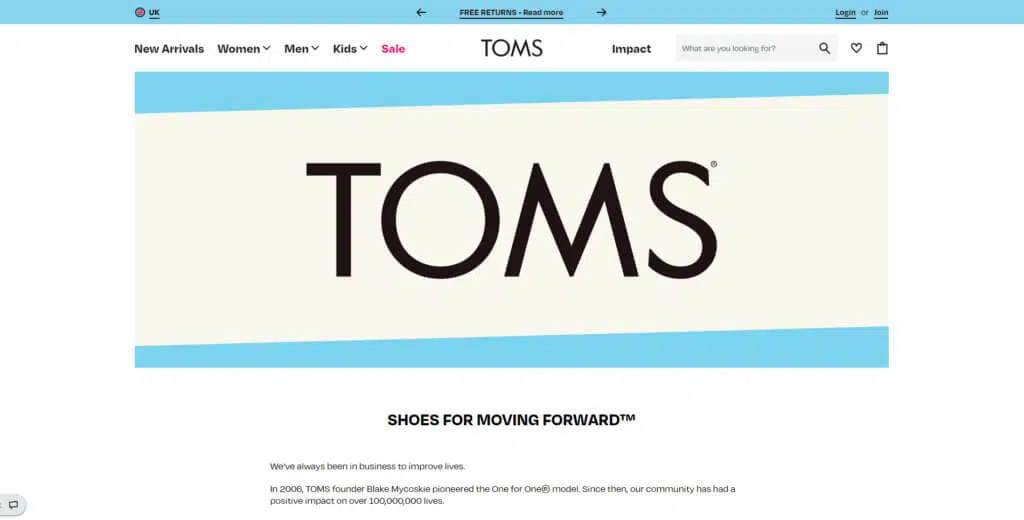 UK
FREE RETURNS - Read more
Login or Join
New Arrivals Women Men Kids Sale TOMS Impact What are you looking for?
TOMS®
SHOES FOR MOVING FORWARD™
We've always been in business to improve lives.
In 2006, TOMS founder Blake Mycoskie pioneered the One for One® model. Since then, our community has had a
positive impact on over 100,000,000 lives.